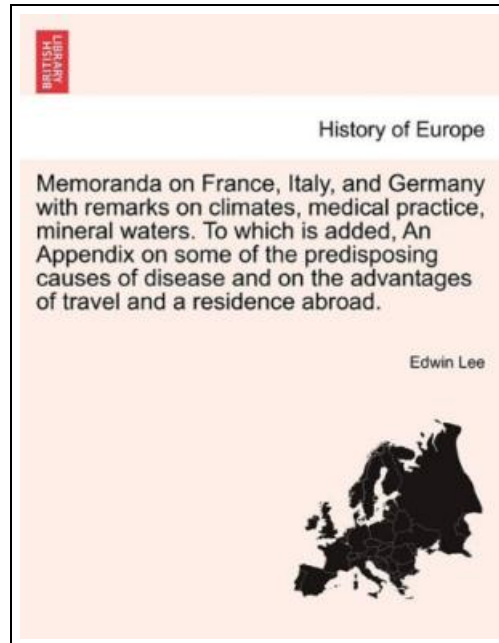 BRITISH
LIBRARY
History of Europe
Memoranda on France, Italy, and Germany
with remarks on climates, medical practice,
mineral waters. To which is added, An
Appendix on some of the predisposing
causes of disease and on the advantages
of travel and a residence abroad.
Edwin Lee